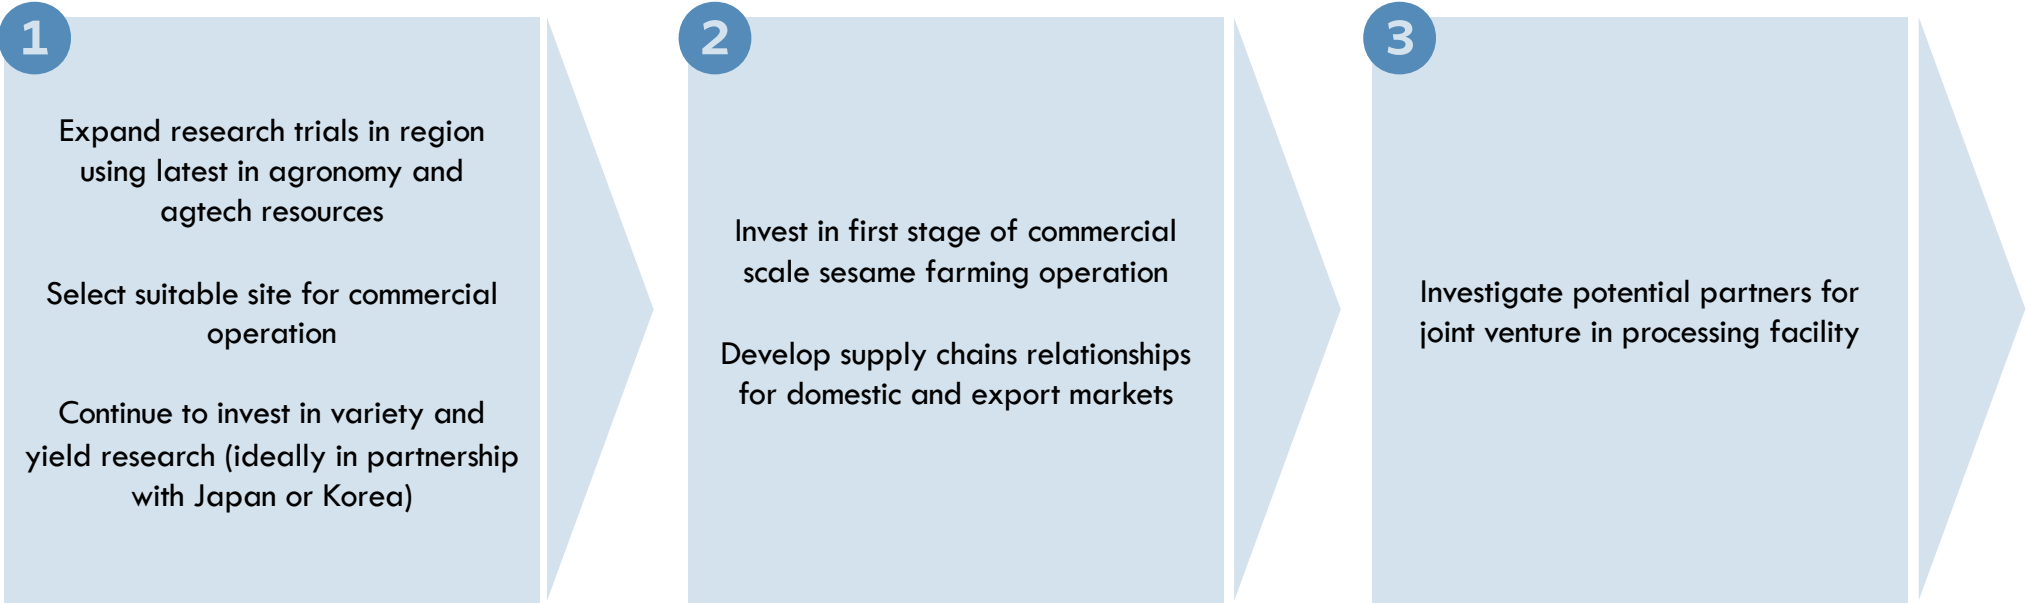 1
Expand research trials in region
using latest in agronomy and
agtech resources
Select suitable site for commercial
operation
Continue to invest in variety and
yield research (ideally in partnership
with Japan or Korea)
2
Invest in first stage of commercial
scale sesame farming operation
Develop supply chains relationships
for domestic and export markets
3
Investigate potential partners for
joint venture in processing facility